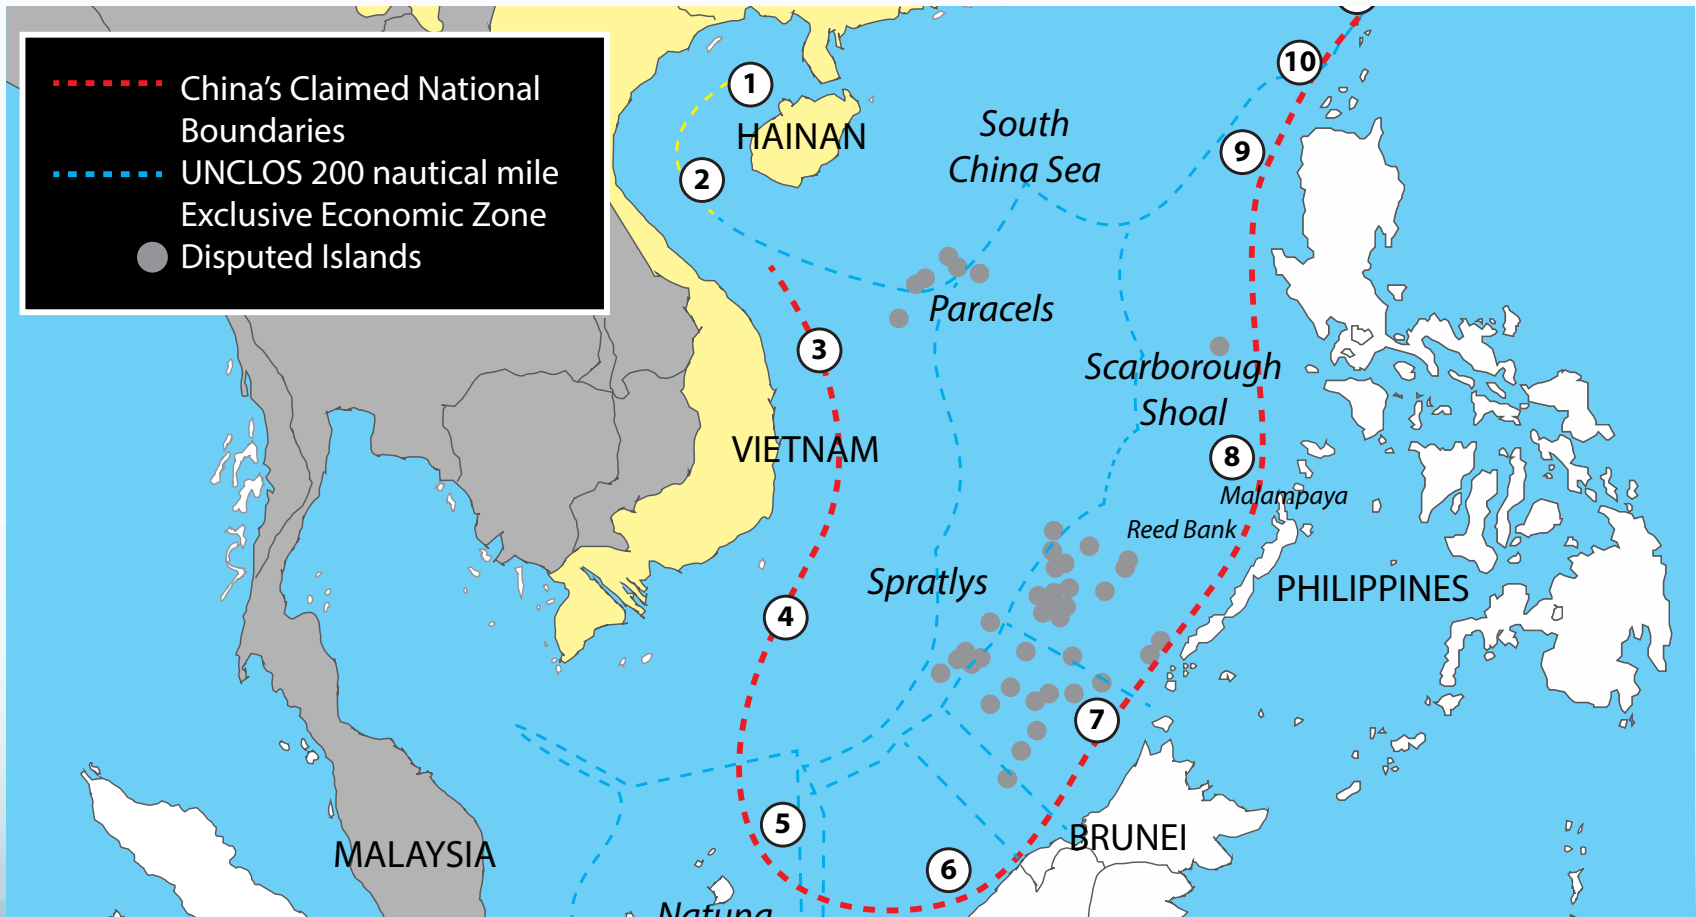 China's Claimed National
Boundaries
UNCLOS 200 nautical mile
Exclusive Economic Zone
Disputed Islands
10
1
South
China Sea
HAINAN
9
2
Paracels
3
Scarborough
Shoal
VIETNAM
8
Malampaya
Reed Bank
Spratlys
PHILIPPINES
4
7
5
BRUNEI
MALAYSIA
6
Natuna